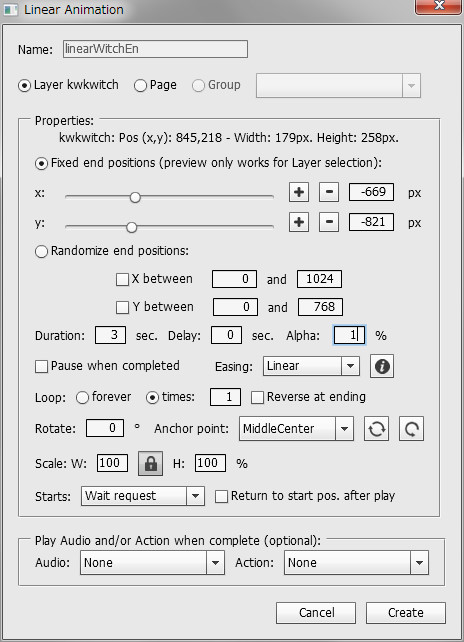 Linear Animation
Name: linearWitchEn
Layer kwkwitch Page Group
Properties:
kwkwitch: Pos (x,y): 845,218 - Width: 179px. Height: 258px.
Fixed end positions (preview only works for Layer selection):
x: + - -669 px
y: + - -821 px
Randomize end positions:
X between 0 and 1024
Y between 0 and 768
Duration: 3 sec. Delay: 0 sec. Alpha: 1 %
Pause when completed Easing: Linear i
Loop: forever times: 1 Reverse at ending
Rotate: 0 ° Anchor point: MiddleCenter
Scale: W: 100 H: 100 %
Starts: Wait request Return to start pos. after play
Play Audio and/or Action when complete (optional):
Audio: None Action: None
Cancel Create